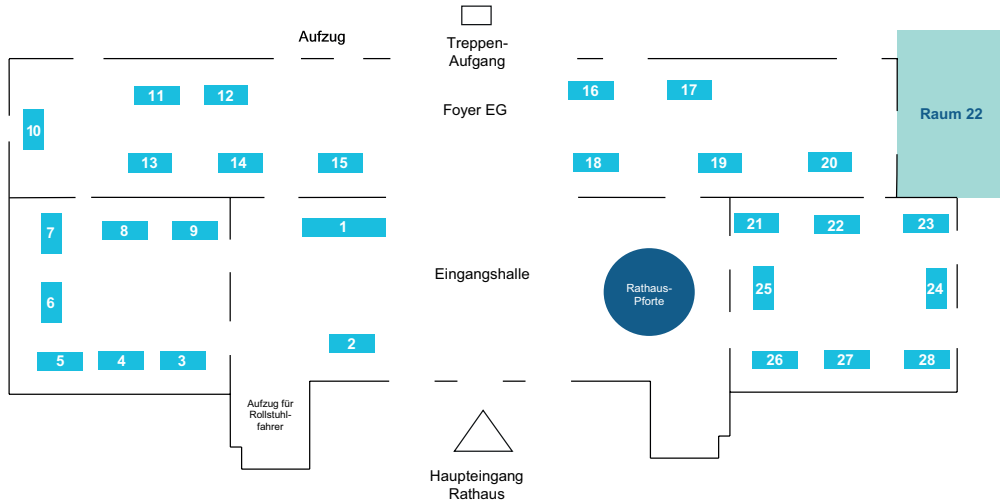 Aufzug
Treppen-
Aufgang
11
12
16
17
10
Foyer EG
Raum 22
13
14
15
18
19
20
7
8
9
1
21
22
23
Eingangshalle
Rathaus-
Pforte
6
25
24
2
5
4
3
26
27
28
Aufzug für
Rollstuhl-
fahrer
Haupteingang
Rathaus